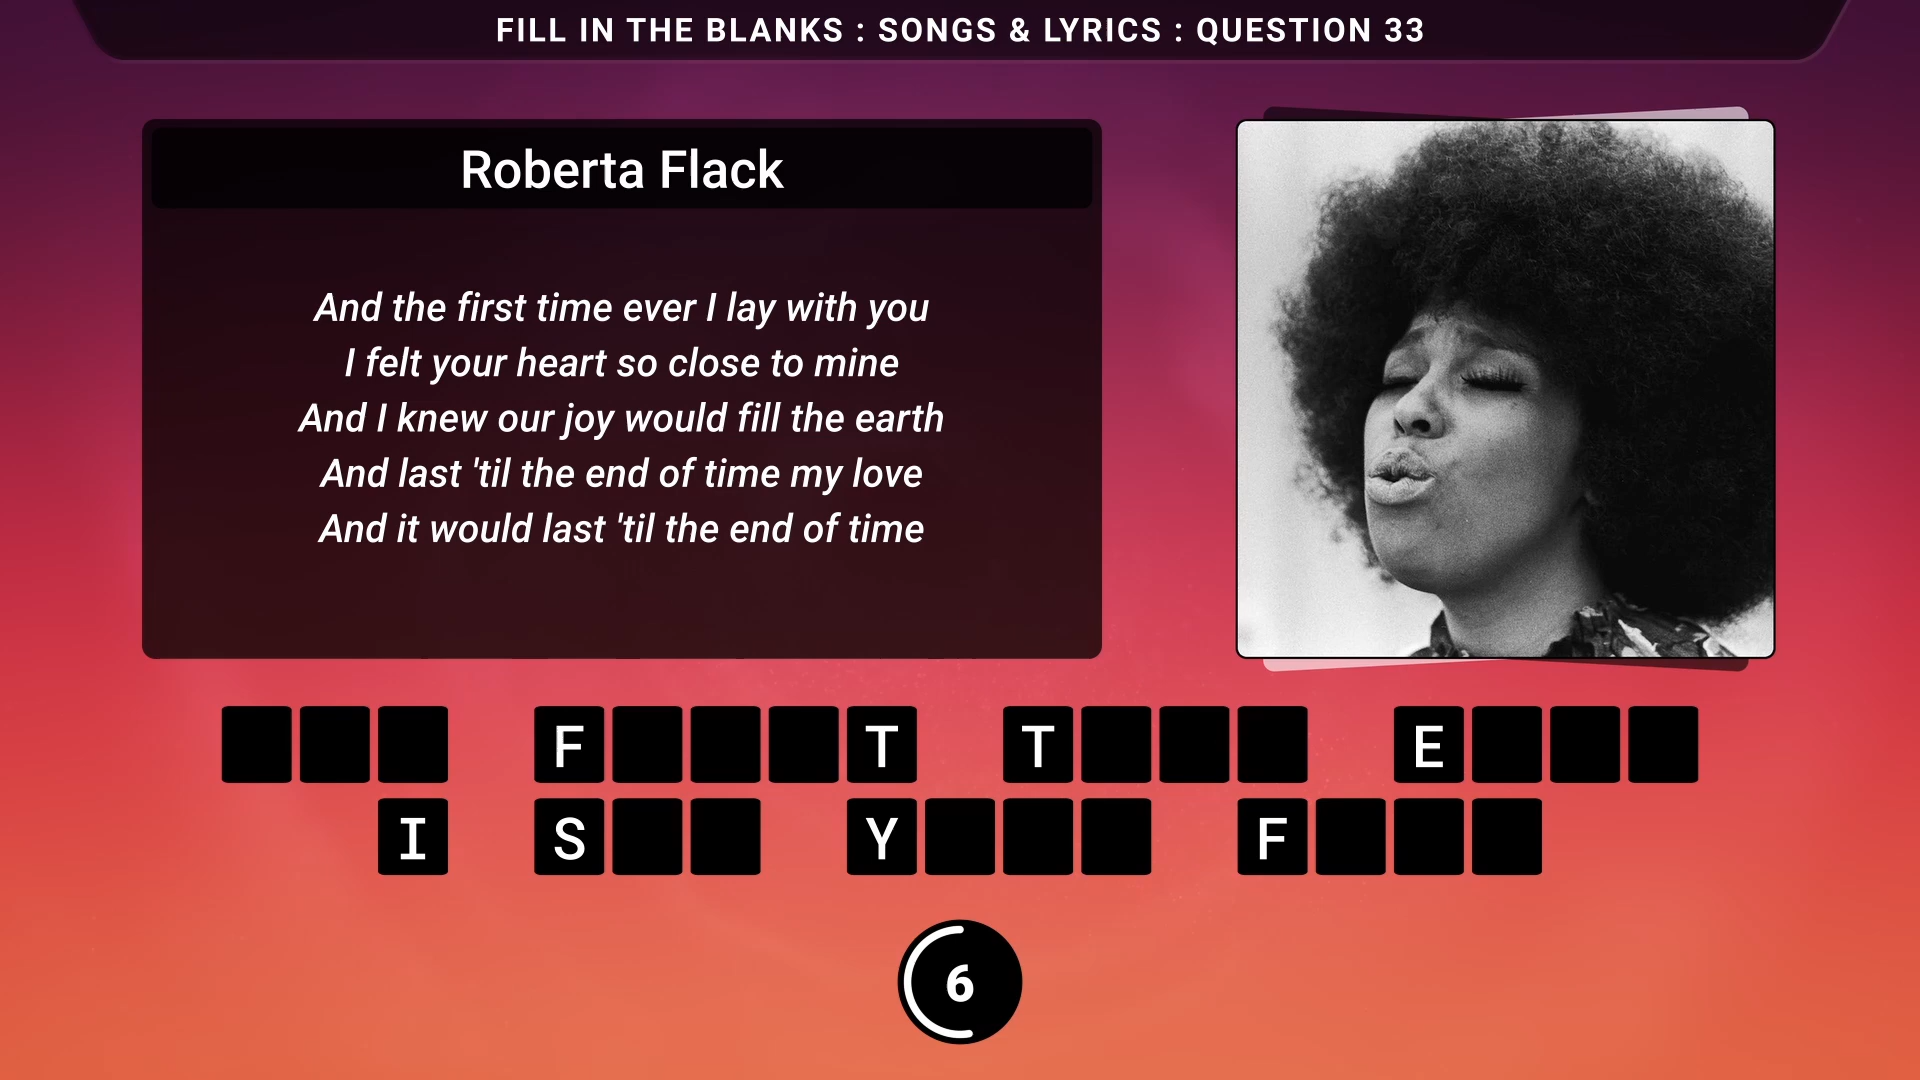 FILL IN THE BLANKS : SONGS & LYRICS : QUESTION 33
Roberta Flack
And the first time ever I lay with you
I felt your heart so close to mine
And I knew our joy would fill the earth
And last 'til the end of time my love
And it would last 'til the end of time
F T T E
I S Y F
6